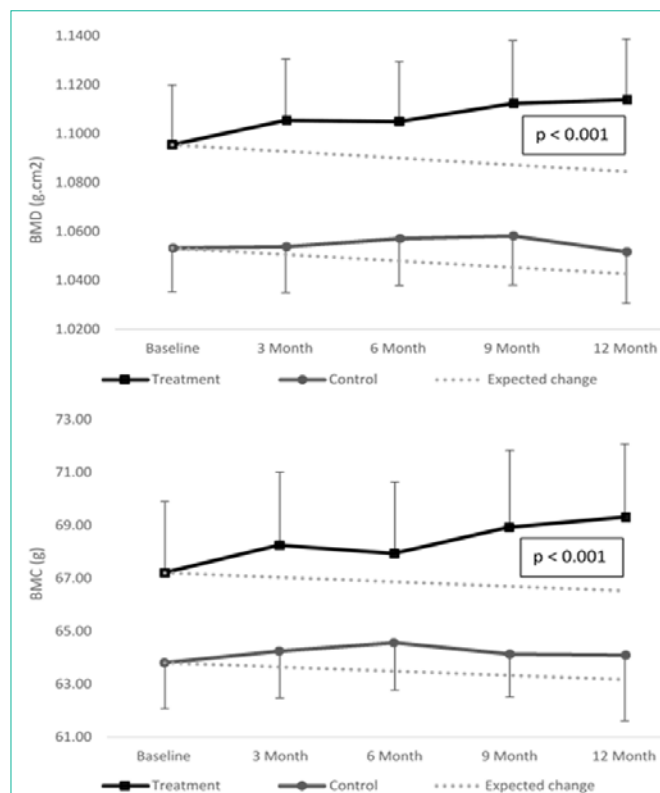 1.1400
1.1200
1.1000
1.0800
1.0600
1.0400
1.0200
BMD (g.cm2)
p < 0.001
Baseline 3 Month 6 Month 9 Month 12 Month
Treatment Control Expected change
73.00
71.00
69.00
67.00
65.00
63.00
61.00
BMC (g)
p < 0.001
Baseline 3 Month 6 Month 9 Month 12 Month
Treatment Control Expected change